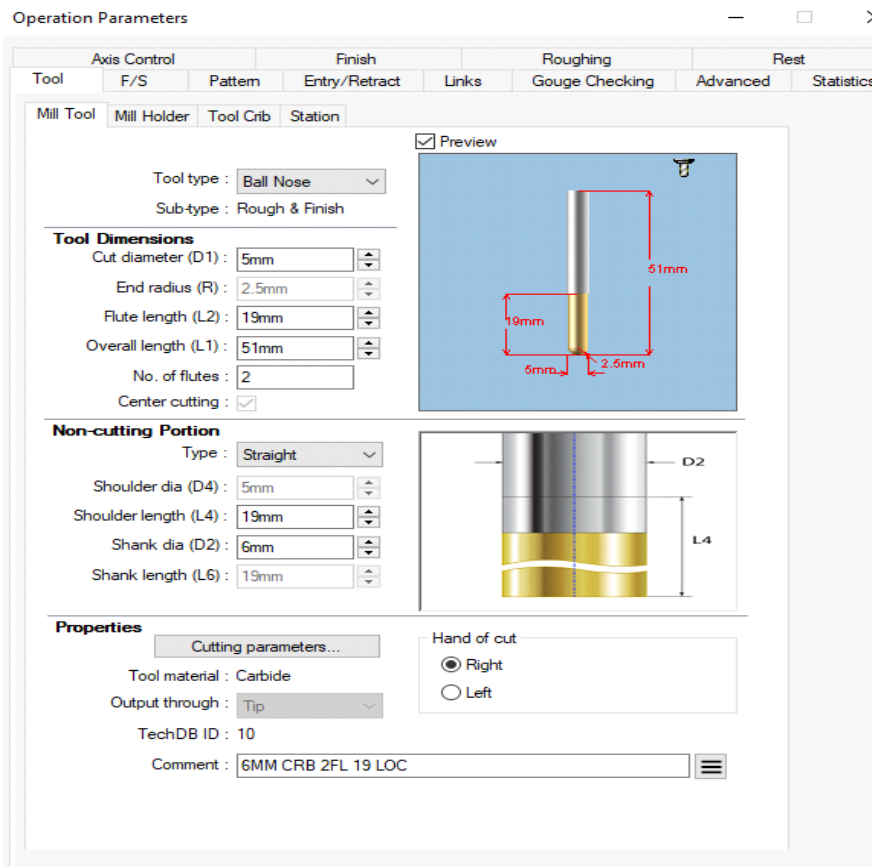 Operation Parameters
Axis Control Finish Roughing Rest
Tool F/S Pattern Entry/Retract Links Gouge Checking Advanced Statistics
Mill Tool Mill Holder Tool Crib Station
Preview
Tool type : Ball Nose
Sub-type : Rough & Finish
Tool Dimensions
Cut diameter (D1) : 5mm
End radius (R) : 2.5mm
Flute length (L2) : 19mm
Overall length (L1) : 51mm
No. of flutes : 2
Center cutting :
51mm
19mm
5mm
2.5mm
Non-cutting Portion
Type : Straight
Shoulder dia (D4) : 5mm
Shoulder length (L4) : 19mm
Shank dia (D2) : 6mm
Shank length (L6) : 19mm
D2
L4
Properties
Cutting parameters...
Tool material : Carbide
Output through : Tip
TechDB ID : 10
Comment : 6MM CRB 2FL 19 LOC
Hand of cut
Right
Left